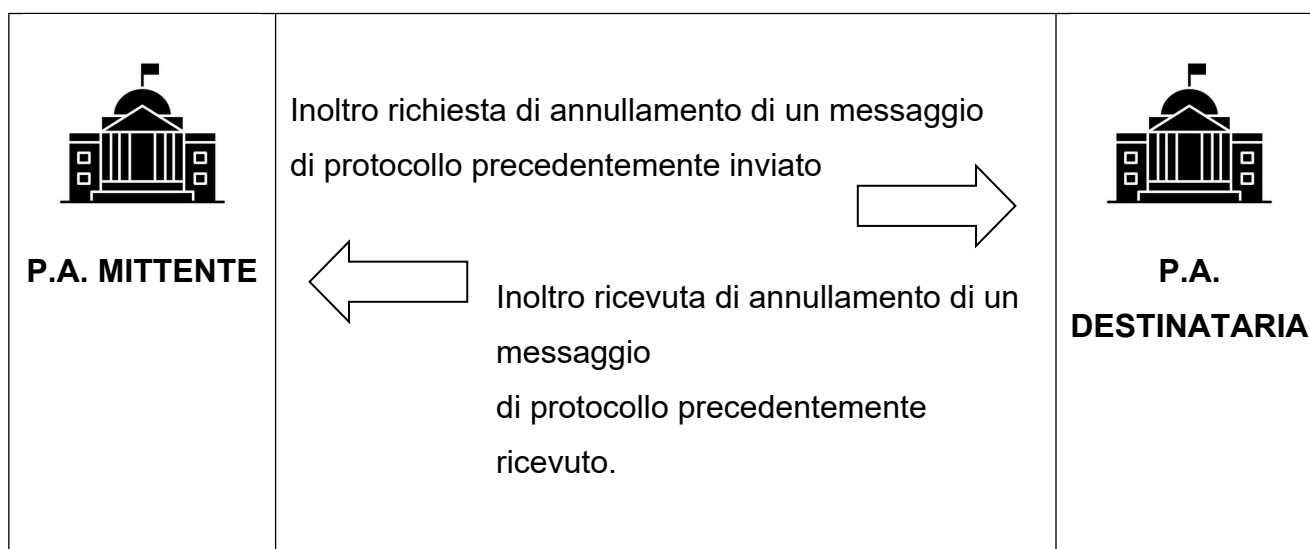 P.A. MITTENTE
Inoltro richiesta di annullamento di un messaggio
di protocollo precedentemente inviato
Inoltro ricevuta di annullamento di un
messaggio
di protocollo precedentemente
ricevuto.
P.A.
DESTINATARIA